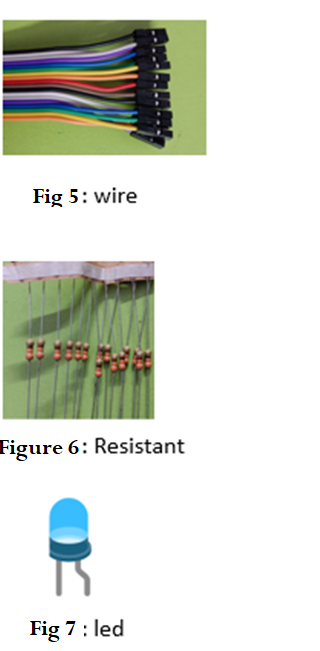 Fig 5: wire
Figure 6: Resistant
Fig 7 : led